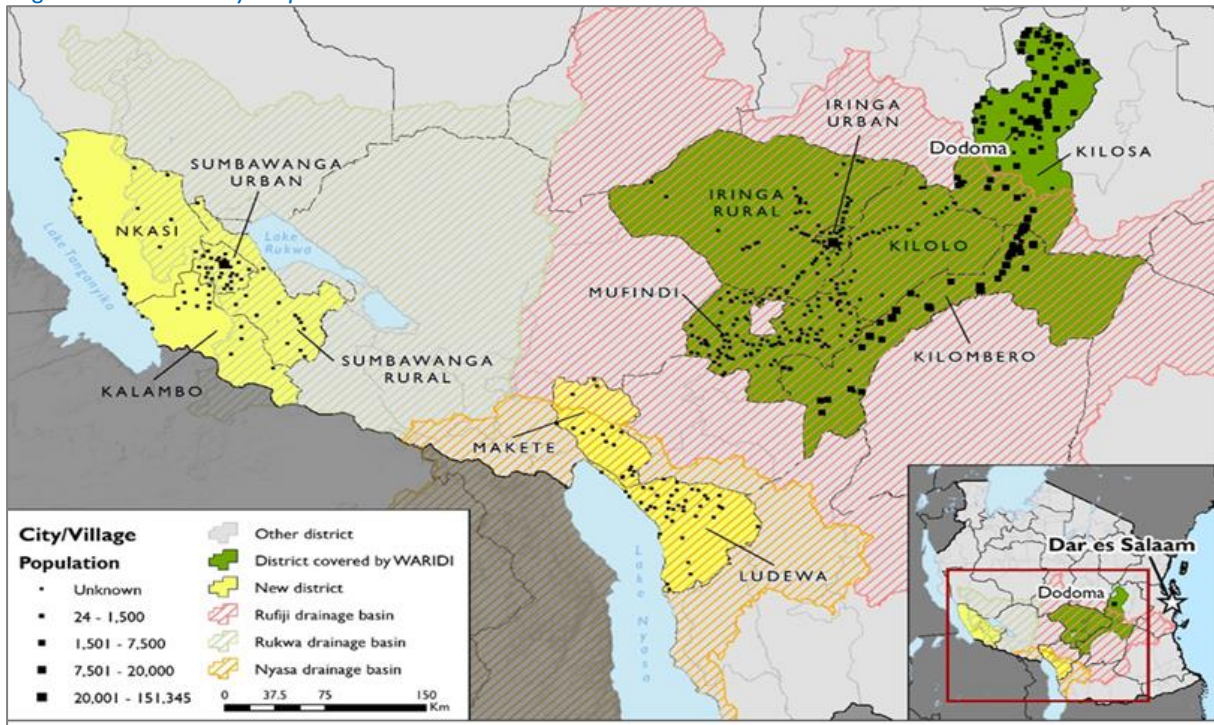 SUMBAWANGA
URBAN
NKASI
Lake Tanganyika
Lake
Rukwa
KALAMBO
SUMBAWANGA
RURAL
IRINGA
URBAN
Dodoma
KILOSA
IRINGA
RURAL
KILOLO
MUFINDI
KILOMBERO
MAKETE
LUDEWA
Lake Nyasa
City/Village
Population
Unknown
24 - 1,500
1,501 - 7,500
7,501 - 20,000
20,001 - 151,345
Other district
District covered by WARIDI
New district
Rufiji drainage basin
Rukwa drainage basin
Nyasa drainage basin
0 37.5 75 150
Km
Dar es Salaam
Dodoma